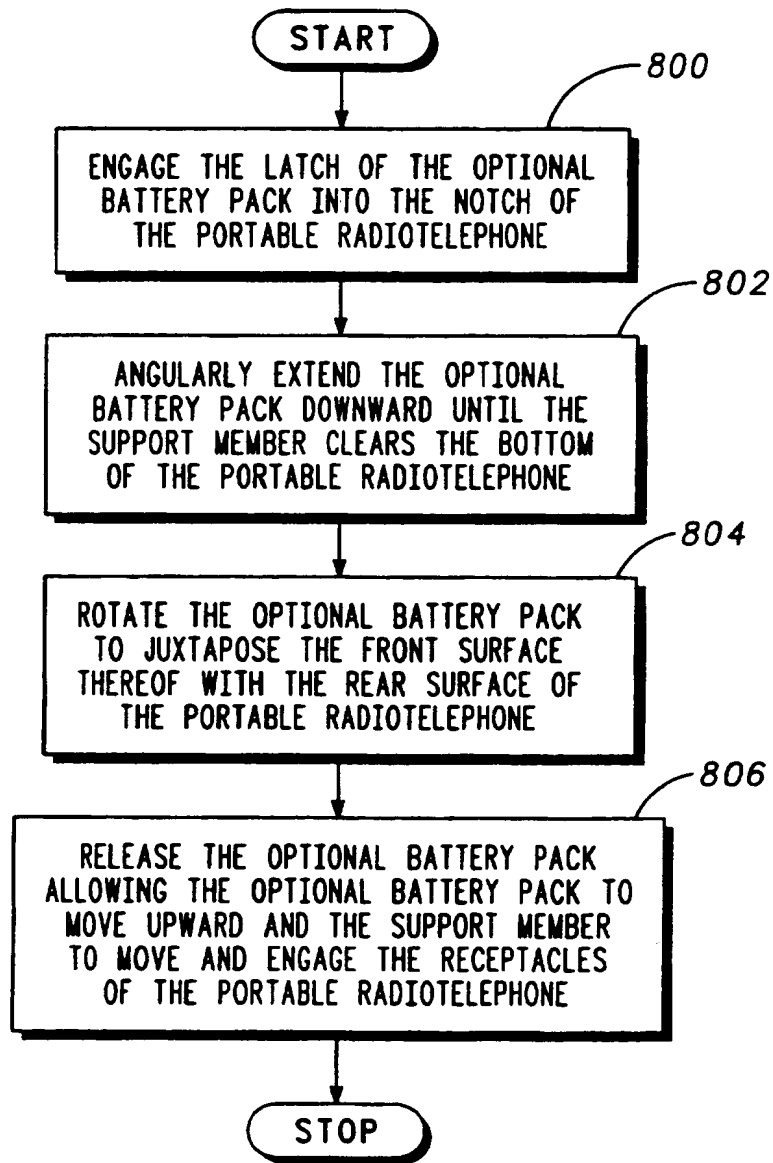 START
800
ENGAGE THE LATCH OF THE OPTIONAL
BATTERY PACK INTO THE NOTCH OF
THE PORTABLE RADIOTELEPHONE
802
ANGULARLY EXTEND THE OPTIONAL
BATTERY PACK DOWNWARD UNTIL THE
SUPPORT MEMBER CLEARS THE BOTTOM
OF THE PORTABLE RADIOTELEPHONE
804
ROTATE THE OPTIONAL BATTERY PACK
TO JUXTAPOSE THE FRONT SURFACE
THEREOF WITH THE REAR SURFACE OF
THE PORTABLE RADIOTELEPHONE
806
RELEASE THE OPTIONAL BATTERY PACK
ALLOWING THE OPTIONAL BATTERY PACK TO
MOVE UPWARD AND THE SUPPORT MEMBER
TO MOVE AND ENGAGE THE RECEPTACLES
OF THE PORTABLE RADIOTELEPHONE
STOP